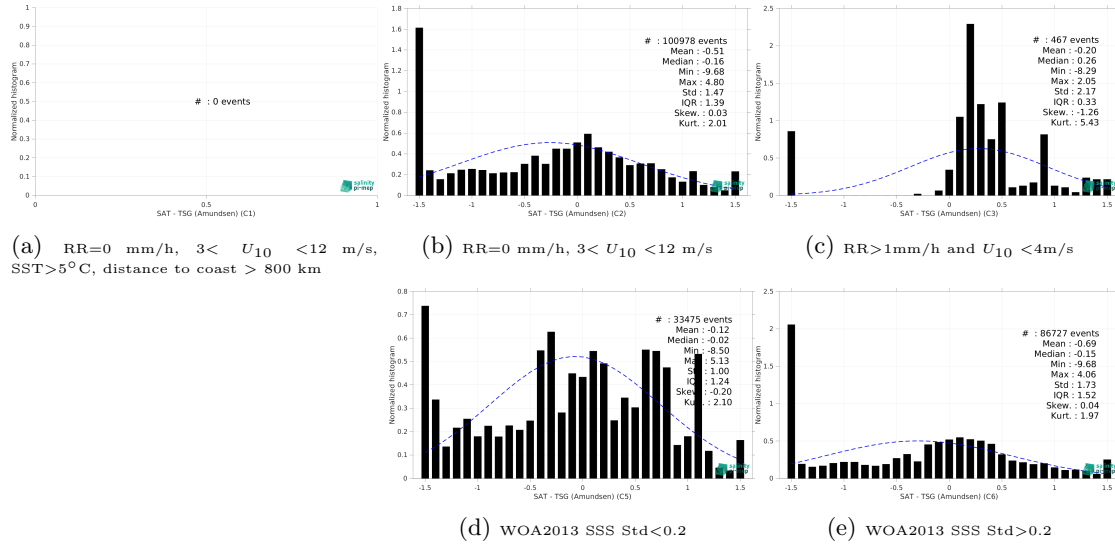 1
0.9
0.8
0.7
0.6
0.5
0.4
0.3
0.2
0.1
0
Normalized histogram
# : 0 events
salinity
pi-mep
0 0.5 1
SAT - TSG (Amundsen) (C1)
(a) RR=0 mm/h, 3< U10 <12 m/s,
SST>5°C, distance to coast > 800 km
1.8
1.6
1.4
1.2
1
0.8
0.6
0.4
0.2
0
Normalized histogram
# : 100978 events
Mean : -0.51
Median : -0.16
Min : -9.68
Max : 4.80
Std : 1.47
IQR : 1.39
Skew. : 0.03
Kurt. : 2.01
salinity
pi-mep
-1.5 -1 -0.5 0 0.5 1 1.5
SAT - TSG (Amundsen) (C2)
(b) RR=0 mm/h, 3< U10 <12 m/s
2.5
2
1.5
1
0.5
0
Normalized histogram
# : 467 events
Mean : -0.20
Median : 0.26
Min : -8.29
Max : 2.05
Std : 2.17
IQR : 0.33
Skew. : -1.26
Kurt. : 5.43
salinity
pi-mep
-1.5 -1 -0.5 0 0.5 1 1.5
SAT - TSG (Amundsen) (C3)
(c) RR>1mm/h and U10 <4m/s
0.8
0.7
0.6
0.5
0.4
0.3
0.2
0.1
0
Normalized histogram
# : 33475 events
Mean : -0.12
Median : -0.02
Min : -8.50
Max : 5.13
Std : 1.00
IQR : 1.24
Skew. : -0.20
Kurt. : 2.10
salinity
pi-mep
-1.5 -1 -0.5 0 0.5 1 1.5
SAT - TSG (Amundsen) (C5)
(d) WOA2013 SSS Std<0.2
2.5
2
1.5
1
0.5
0
Normalized histogram
# : 86727 events
Mean : -0.69
Median : -0.15
Min : -9.68
Max : 4.06
Std : 1.73
IQR : 1.52
Skew. : 0.04
Kurt. : 1.97
salinity
pi-mep
-1.5 -1 -0.5 0 0.5 1 1.5
SAT - TSG (Amundsen) (C6)
(e) WOA2013 SSS Std>0.2